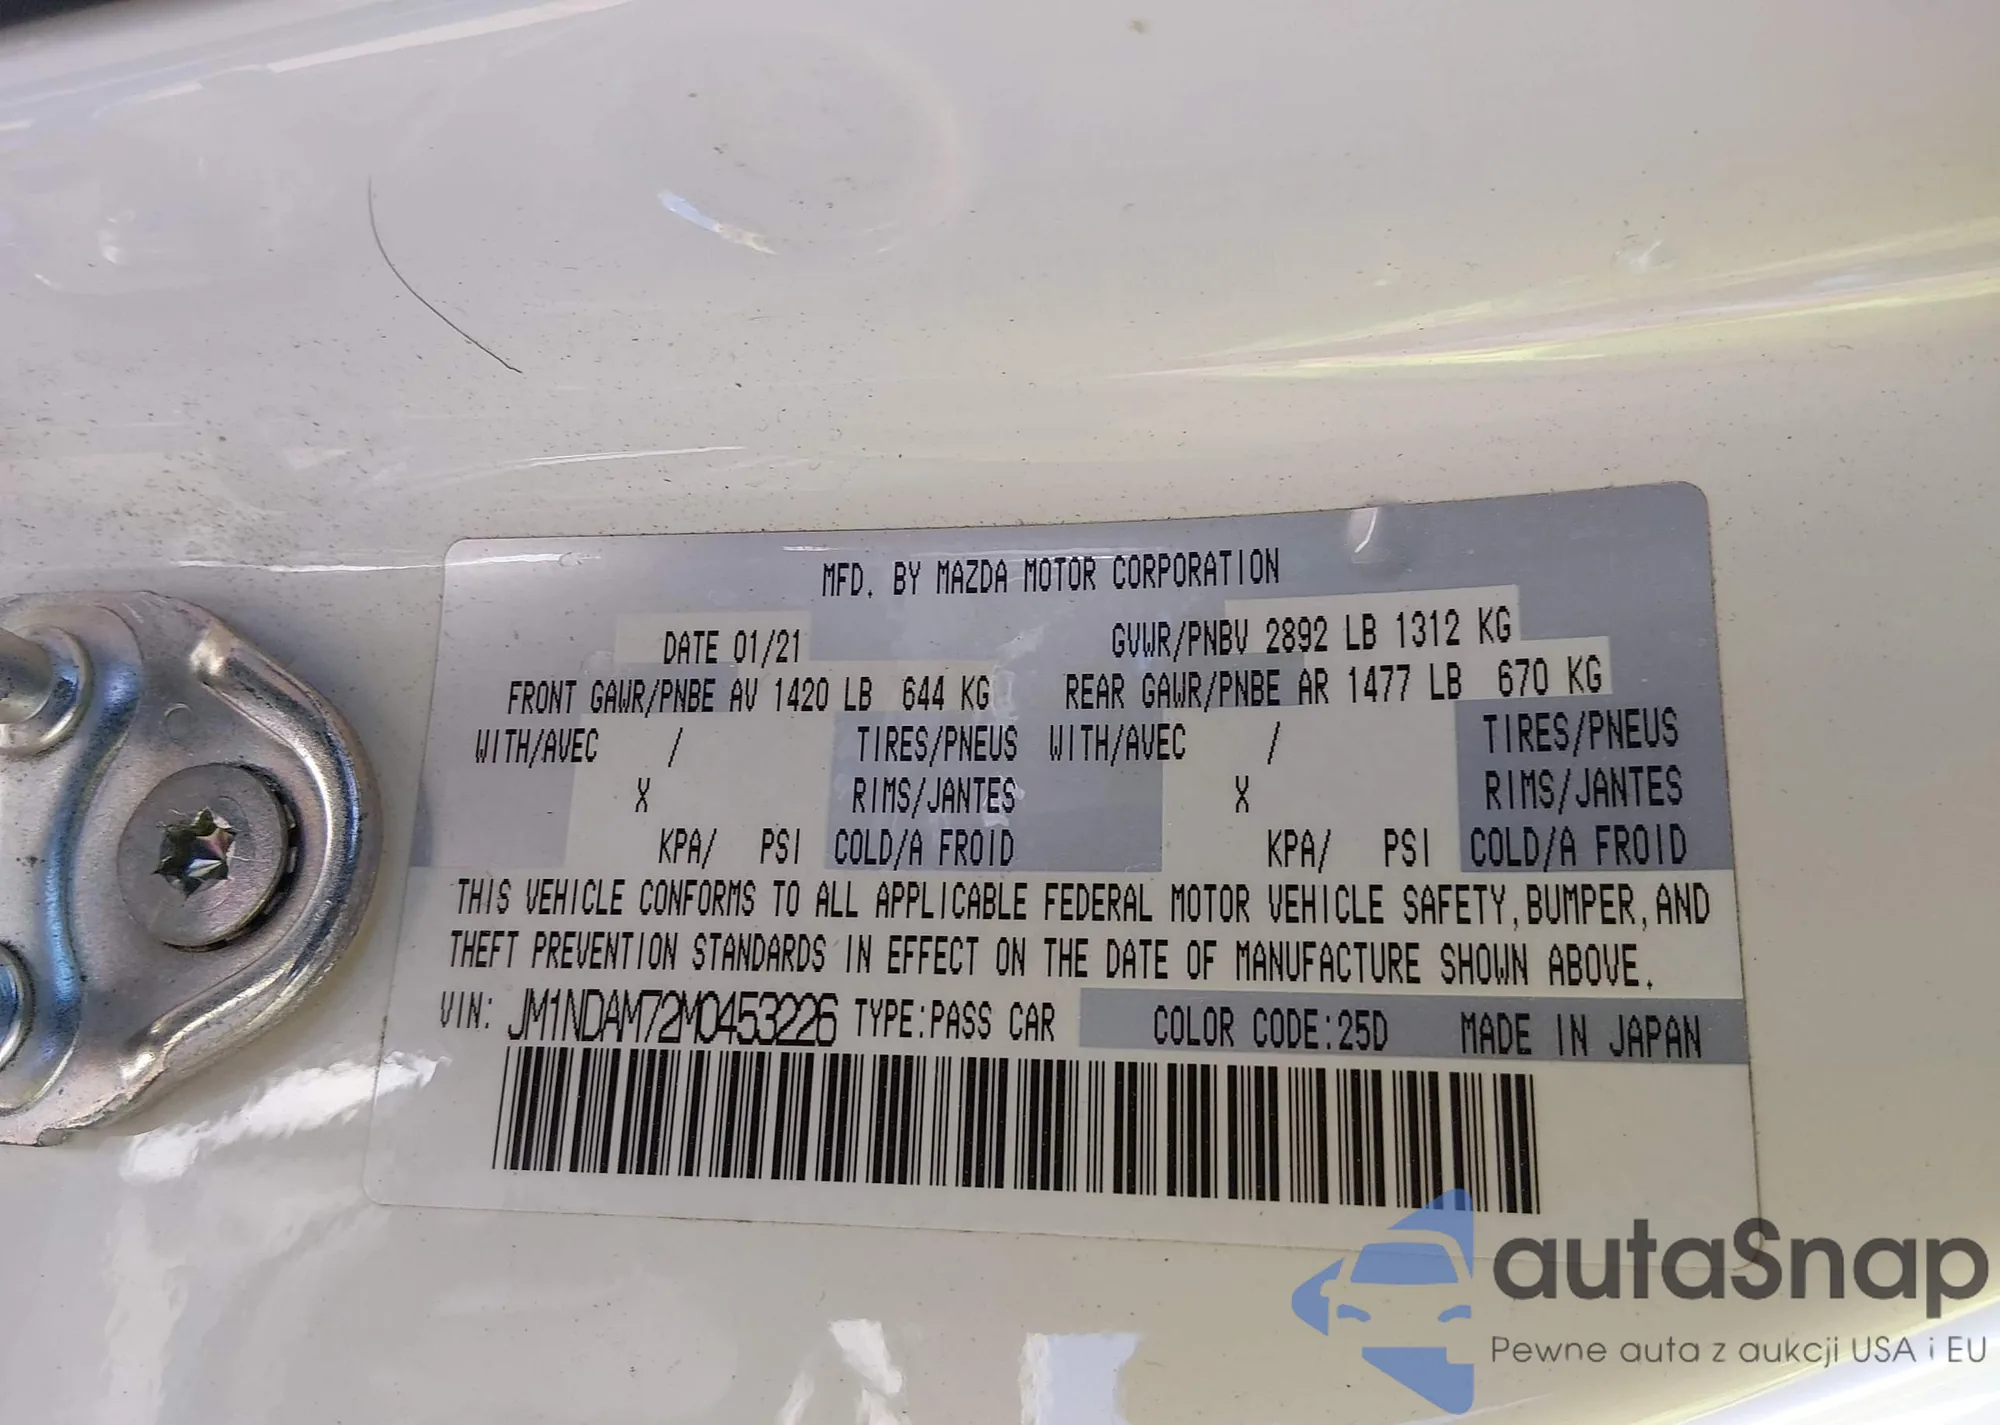 MFD. BY MAZDA MOTOR CORPORATION
DATE 01/21 GVWR/PNBV 2892 LB 1312 KG
FRONT GAWR/PNBE AV 1420 LB 644 KG REAR GAWR/PNBE AR 1477 LB 670 KG
WITH/AVEC / TIRES/PNEUS WITH/AVEC / TIRES/PNEUS
X RIMS/JANTES X RIMS/JANTES
KPA/ PSI COLD/A FROID KPA/ PSI COLD/A FROID
THIS VEHICLE CONFORMS TO ALL APPLICABLE FEDERAL MOTOR VEHICLE SAFETY, BUMPER, AND
THEFT PREVENTION STANDARDS IN EFFECT ON THE DATE OF MANUFACTURE SHOWN ABOVE.
VIN: JM1NDAM72M0453226 TYPE:PASS CAR COLOR CODE:25D MADE IN JAPAN
autaSnap
Pewne auta z aukcji USA i EU